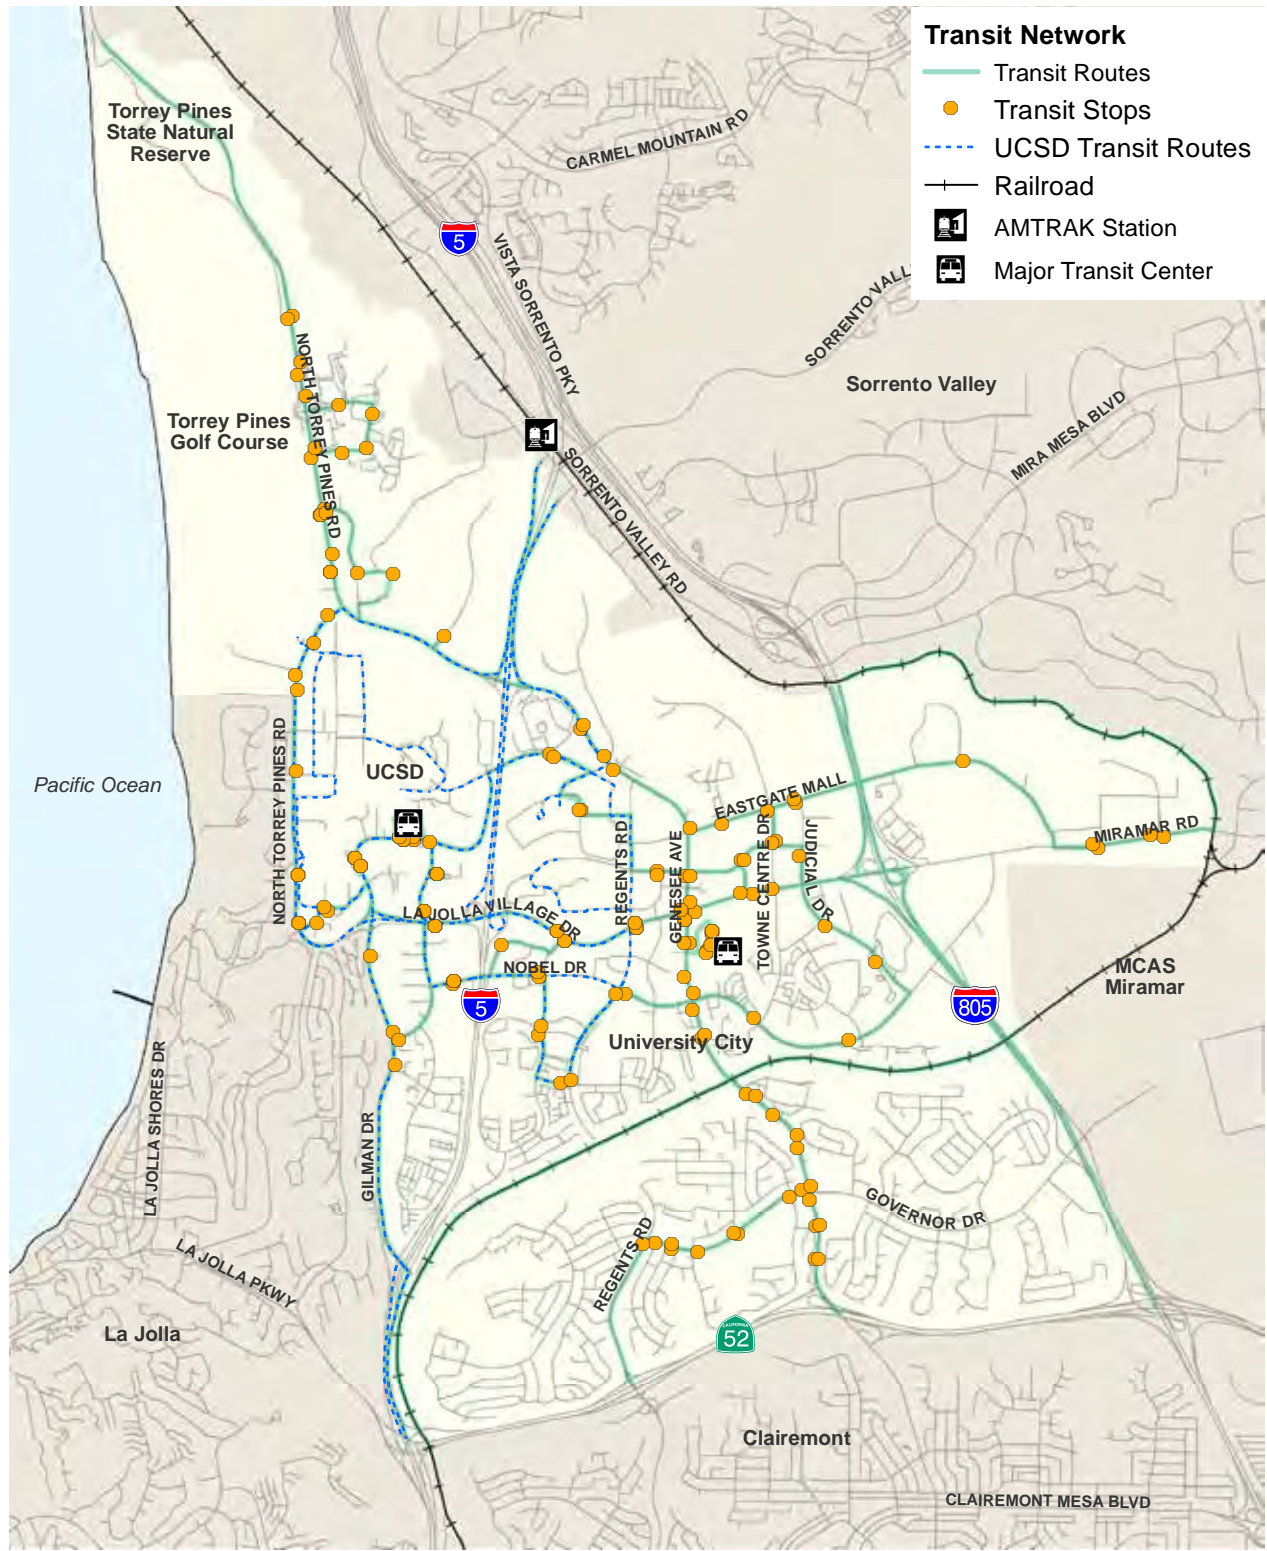 Transit Network
Transit Routes
Transit Stops
UCSD Transit Routes
Railroad
AMTRAK Station
Major Transit Center
Torrey Pines
State Natural
Reserve
CARMEL MOUNTAIN RD
5
VISTA SORRENTO PKY
SORRENTO VALL
Sorrento Valley
NORTH TORREY PINES RD
Torrey Pines
Golf Course
MIRA MESA BLVD
SORRENTO VALLEY RD
NORTH TORREY PINES RD
UCSD
Pacific Ocean
EASTGATE MALL
MIRAMAR RD
JUDICIAL DR
TOWNE CENTRE DR
GENESEE AVE
REGENTS RD
LA JOLLA VILLAGE DR
NOBEL DR
MCAS
Miramar
5
805
University City
LA JOLLA SHORES DR
GILMAN DR
GOVERNOR DR
REGENTS RD
LA JOLLA PKWY
La Jolla
CALIFORNIA
52
Clairemont
CLAIREMONT MESA BLVD